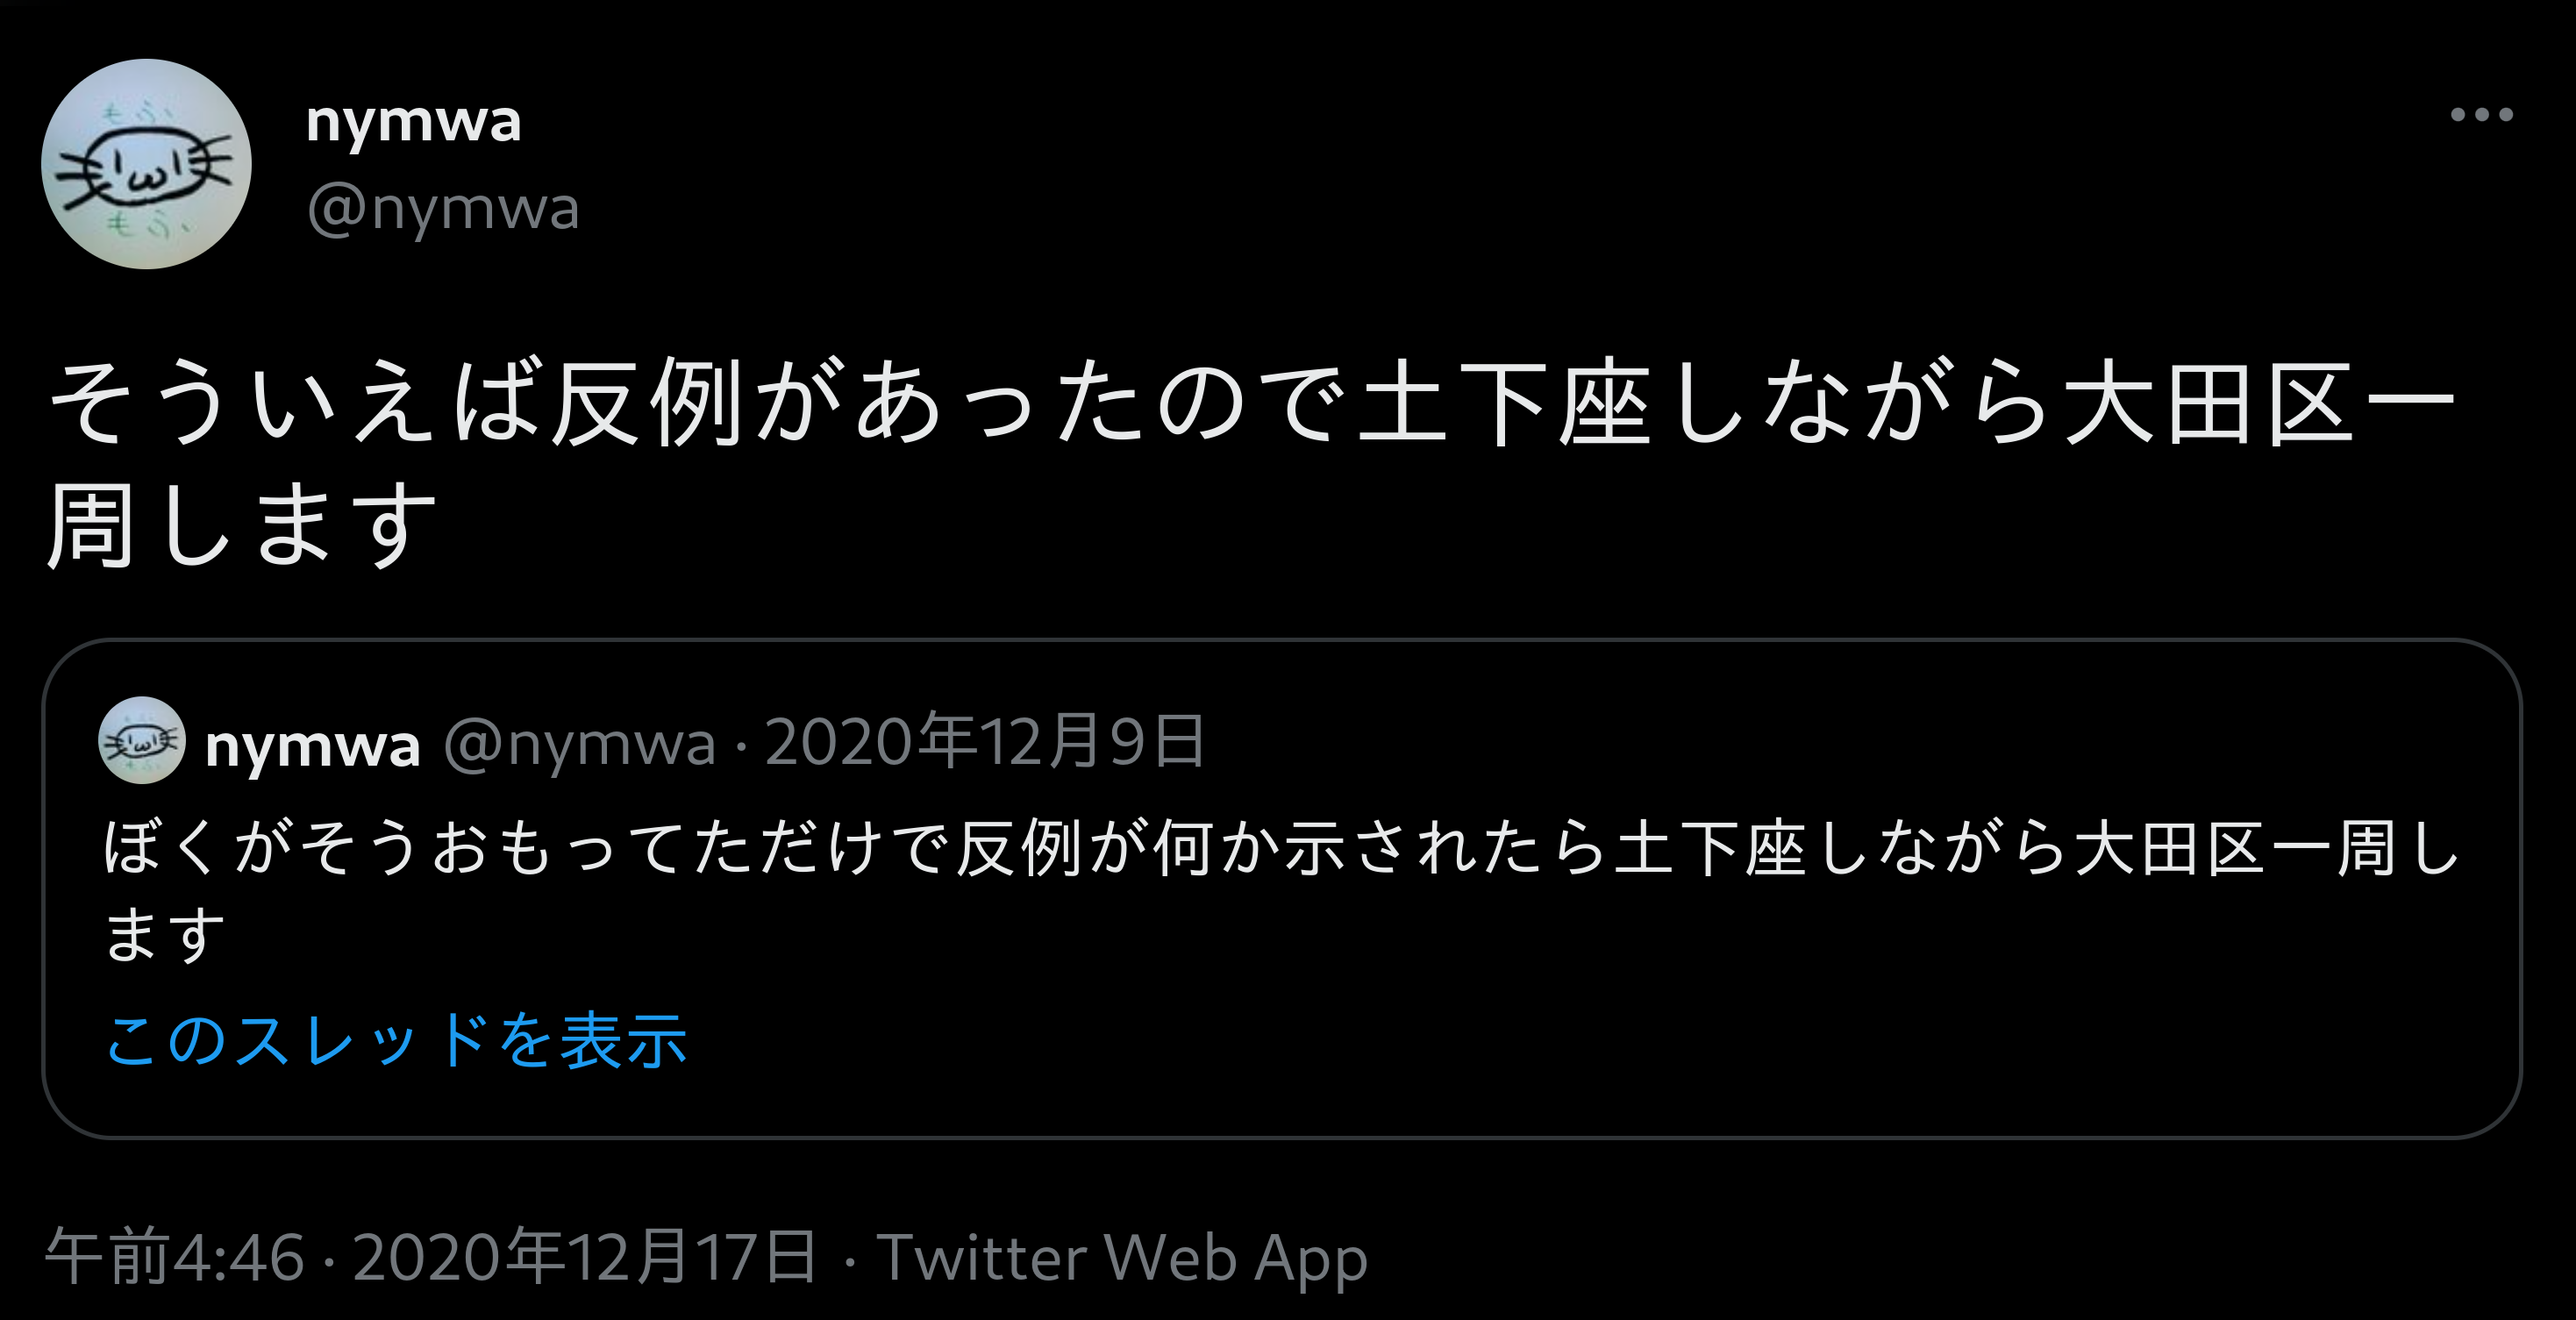 もふ、
もふ、
nymwa
@nymwa
そういえば反例があったので土下座しながら大田区一
周します
nymwa @nymwa · 2020年12月9日
ぼくがそうおもってただけで反例が何か示されたら土下座しながら大田区一周し
ます
このスレッドを表示
午前4:46 · 2020年12月17日 · Twitter Web App